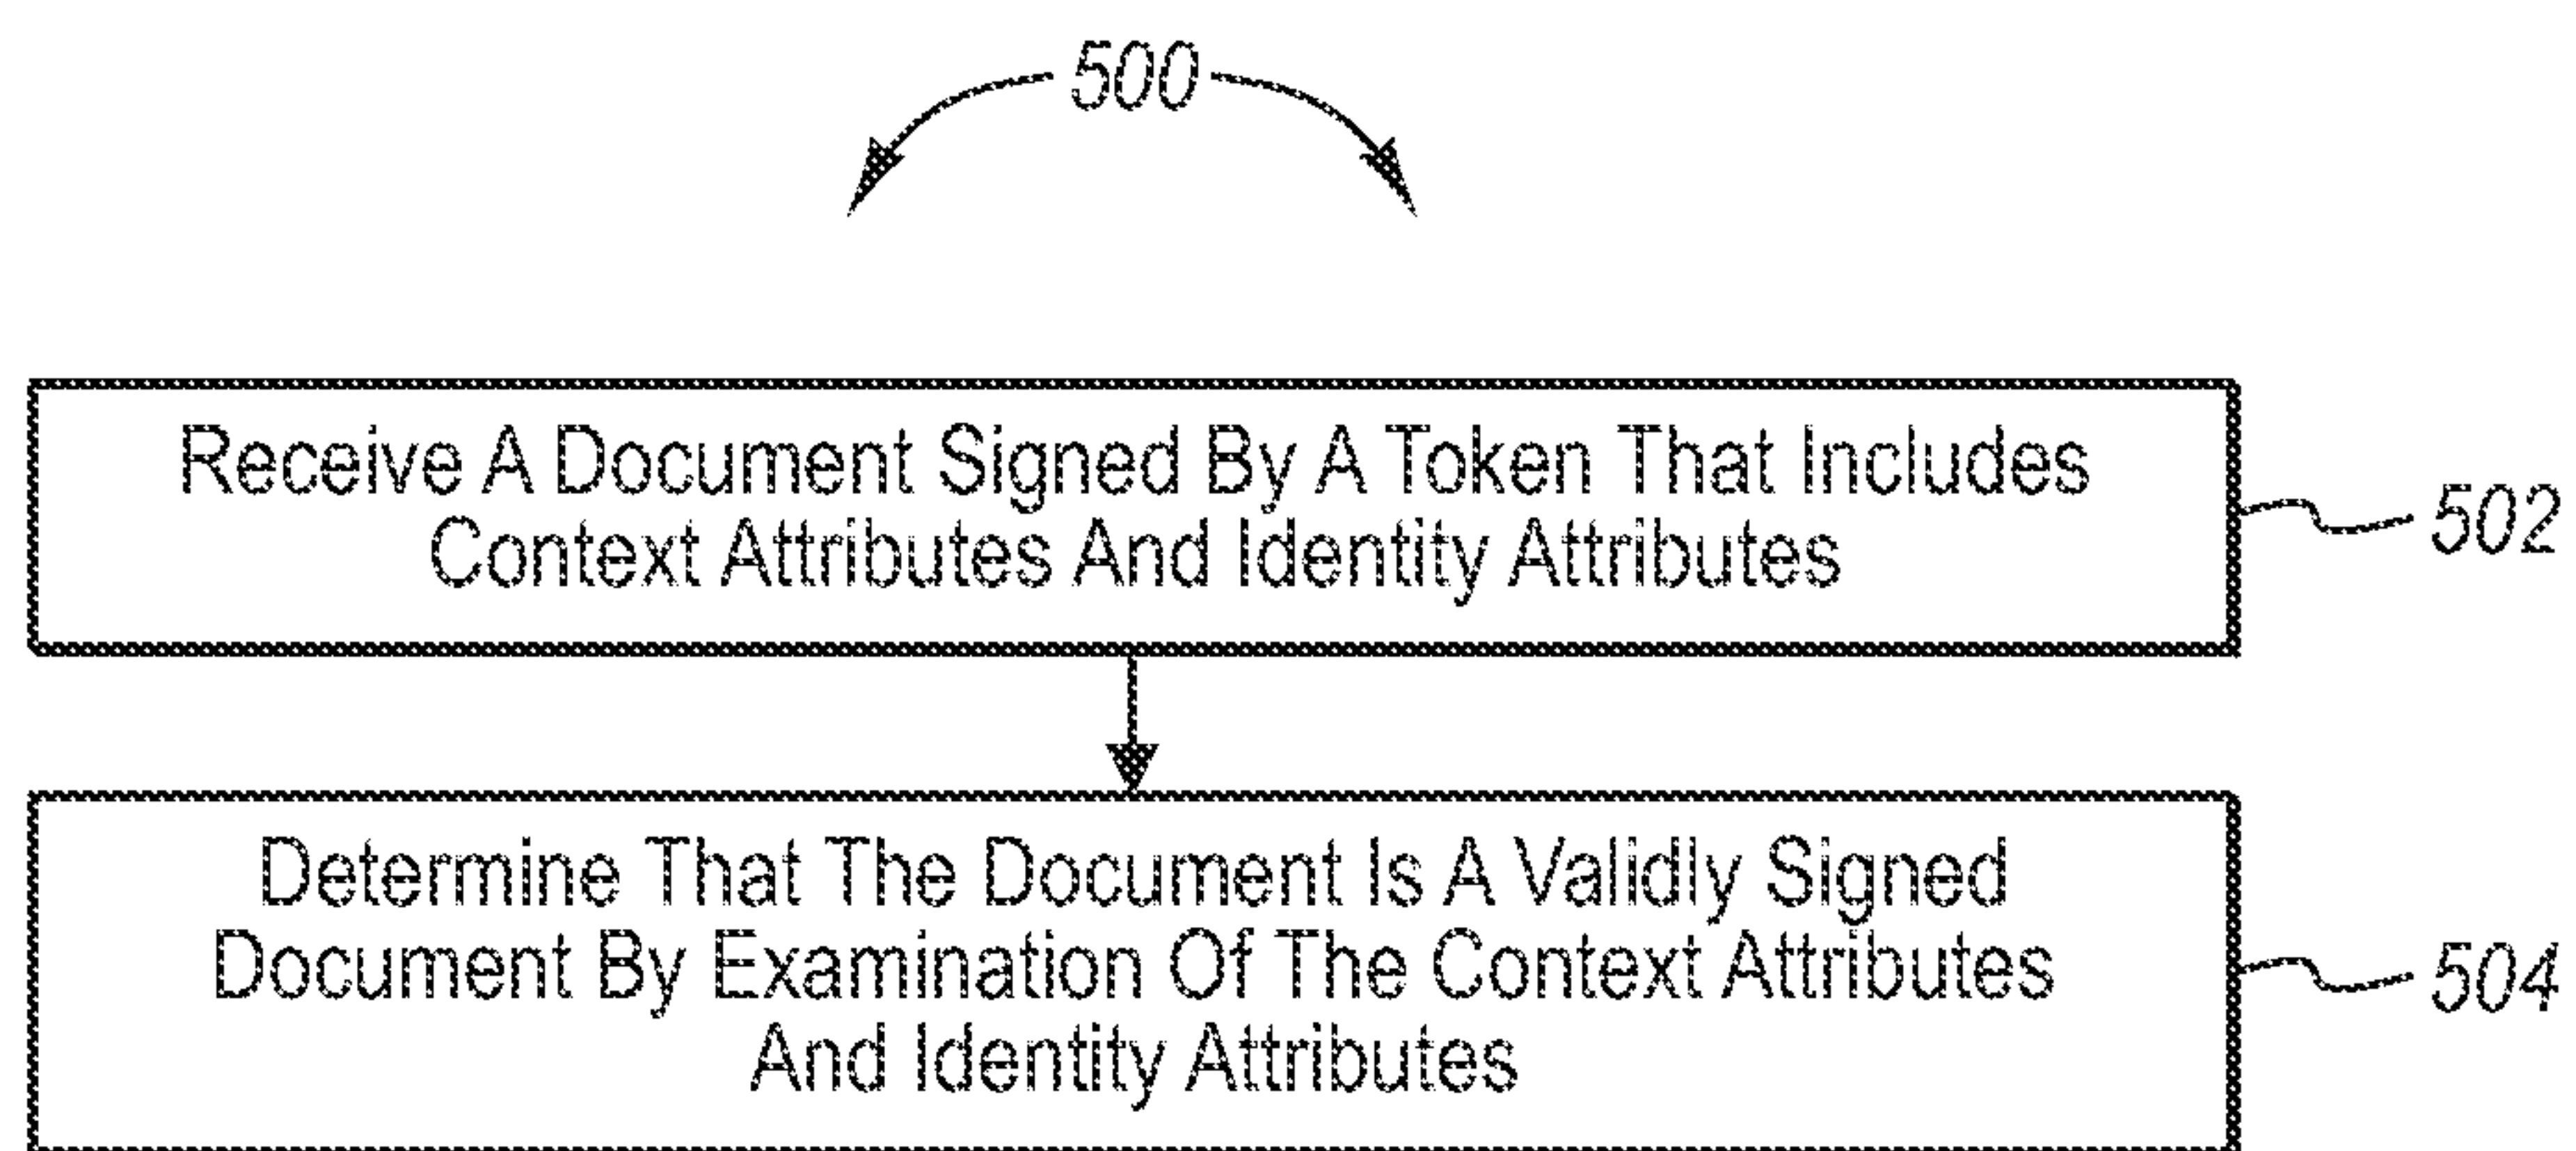 500
Receive A Document Signed By A Token That Includes
Context Attributes And Identity Attributes
502
Determine That The Document Is A Validly Signed
Document By Examination Of The Context Attributes
And Identity Attributes
504